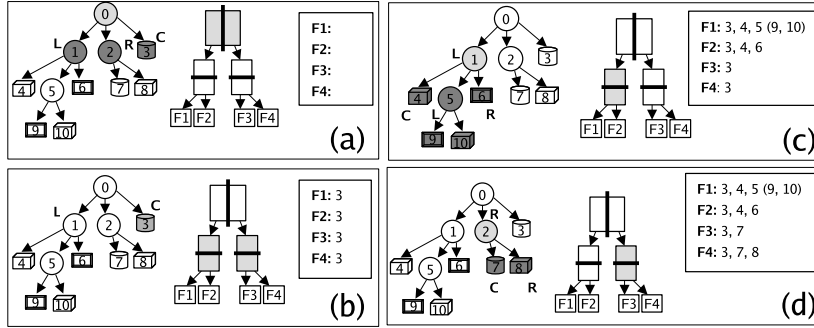 0
L 1 2 R 3 C
4 5 6 7 8
9 10
F1 F2 F3 F4
F1:
F2:
F3:
F4:
(a)
0
L 1 2 3 C
4 5 6 7 8
9 10
F1 F2 F3 F4
F1: 3
F2: 3
F3: 3
F4: 3
(b)
0
L 1 2 3
4 5 6 7 8
C L R
9 10
F1 F2 F3 F4
F1: 3, 4, 5 (9, 10)
F2: 3, 4, 6
F3: 3
F4: 3
(c)
0
R
1 2 3
4 5 6 7 8
C R
9 10
F1 F2 F3 F4
F1: 3, 4, 5 (9, 10)
F2: 3, 4, 6
F3: 3, 7
F4: 3, 7, 8
(d)